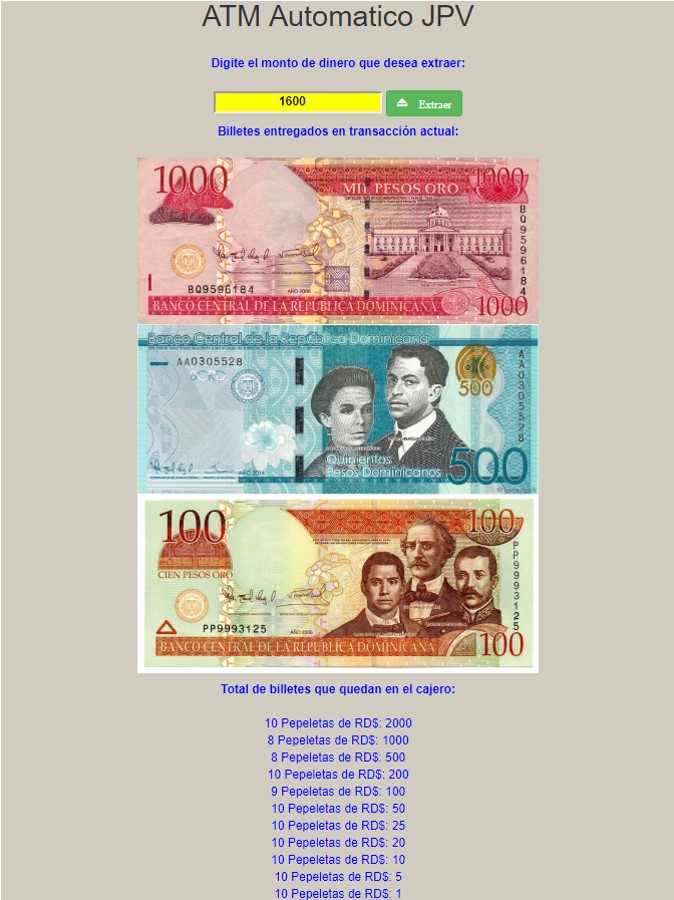 ATM Automatico JPV
Digite el monto de dinero que desea extraer:
1600
Extraer
Billetes entregados en transacción actual:
1000
MIL PESOS ORO
1000
BQ9596184
BQ9596184
AÑO 2006
BANCO CENTRAL DE LA REPÚBLICA DOMINICANA
1000
Banco Central de la República Dominicana
AA0305528
BCRD
500
AA0305528
AÑO 2014
Quinientos
Pesos Dominicanos
500
100
100
CIEN PESOS ORO
PP9993125
PP9993125
AÑO 2006
BANCO CENTRAL DE LA REPÚBLICA DOMINICANA
100
Total de billetes que quedan en el cajero:
10 Pepeletas de RD$: 2000
8 Pepeletas de RD$: 1000
8 Pepeletas de RD$: 500
10 Pepeletas de RD$: 200
9 Pepeletas de RD$: 100
10 Pepeletas de RD$: 50
10 Pepeletas de RD$: 25
10 Pepeletas de RD$: 20
10 Pepeletas de RD$: 10
10 Pepeletas de RD$: 5
10 Pepeletas de RD$: 1